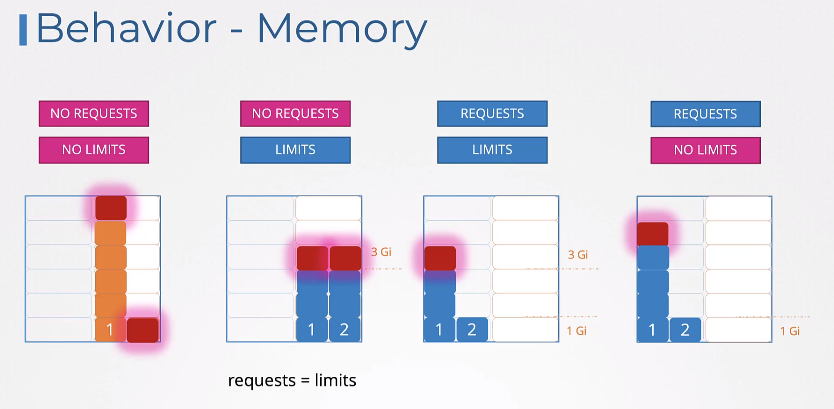 Behavior - Memory
NO REQUESTS
NO LIMITS
NO REQUESTS
LIMITS
REQUESTS
LIMITS
REQUESTS
NO LIMITS
1
1
2
3 Gi
1
2
3 Gi
1 Gi
1
2
1 Gi
requests = limits